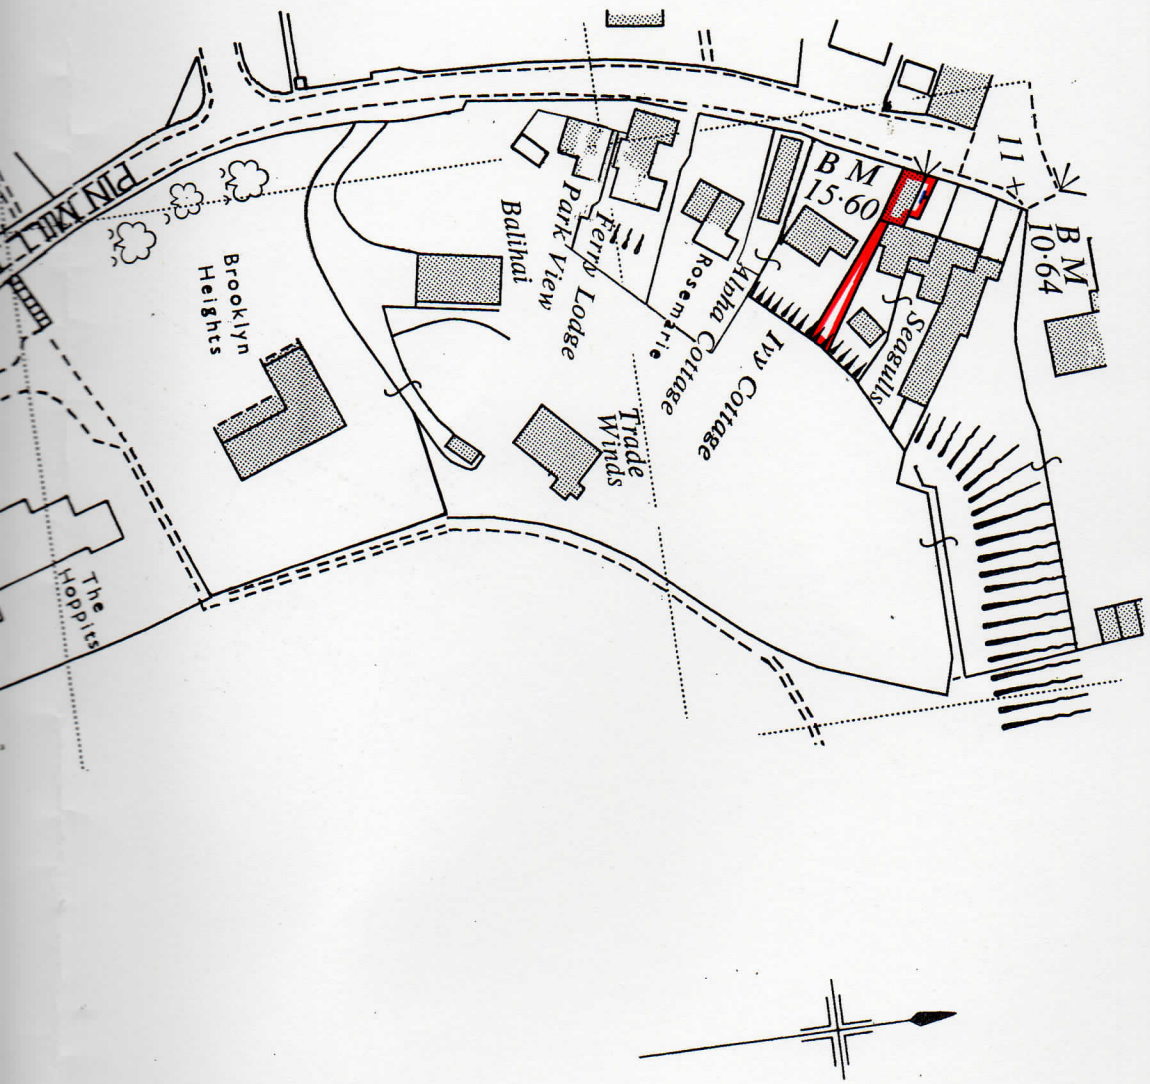 PIN MILL
Brooklyn
Heights
The
Hoppits
Balihai
Park View
Ferry Lodge
Rosemarie
Alpha Cottage
Ivy Cottage
Trade
Winds
Seagulls
B M
15·60
11 +
B M
10·64